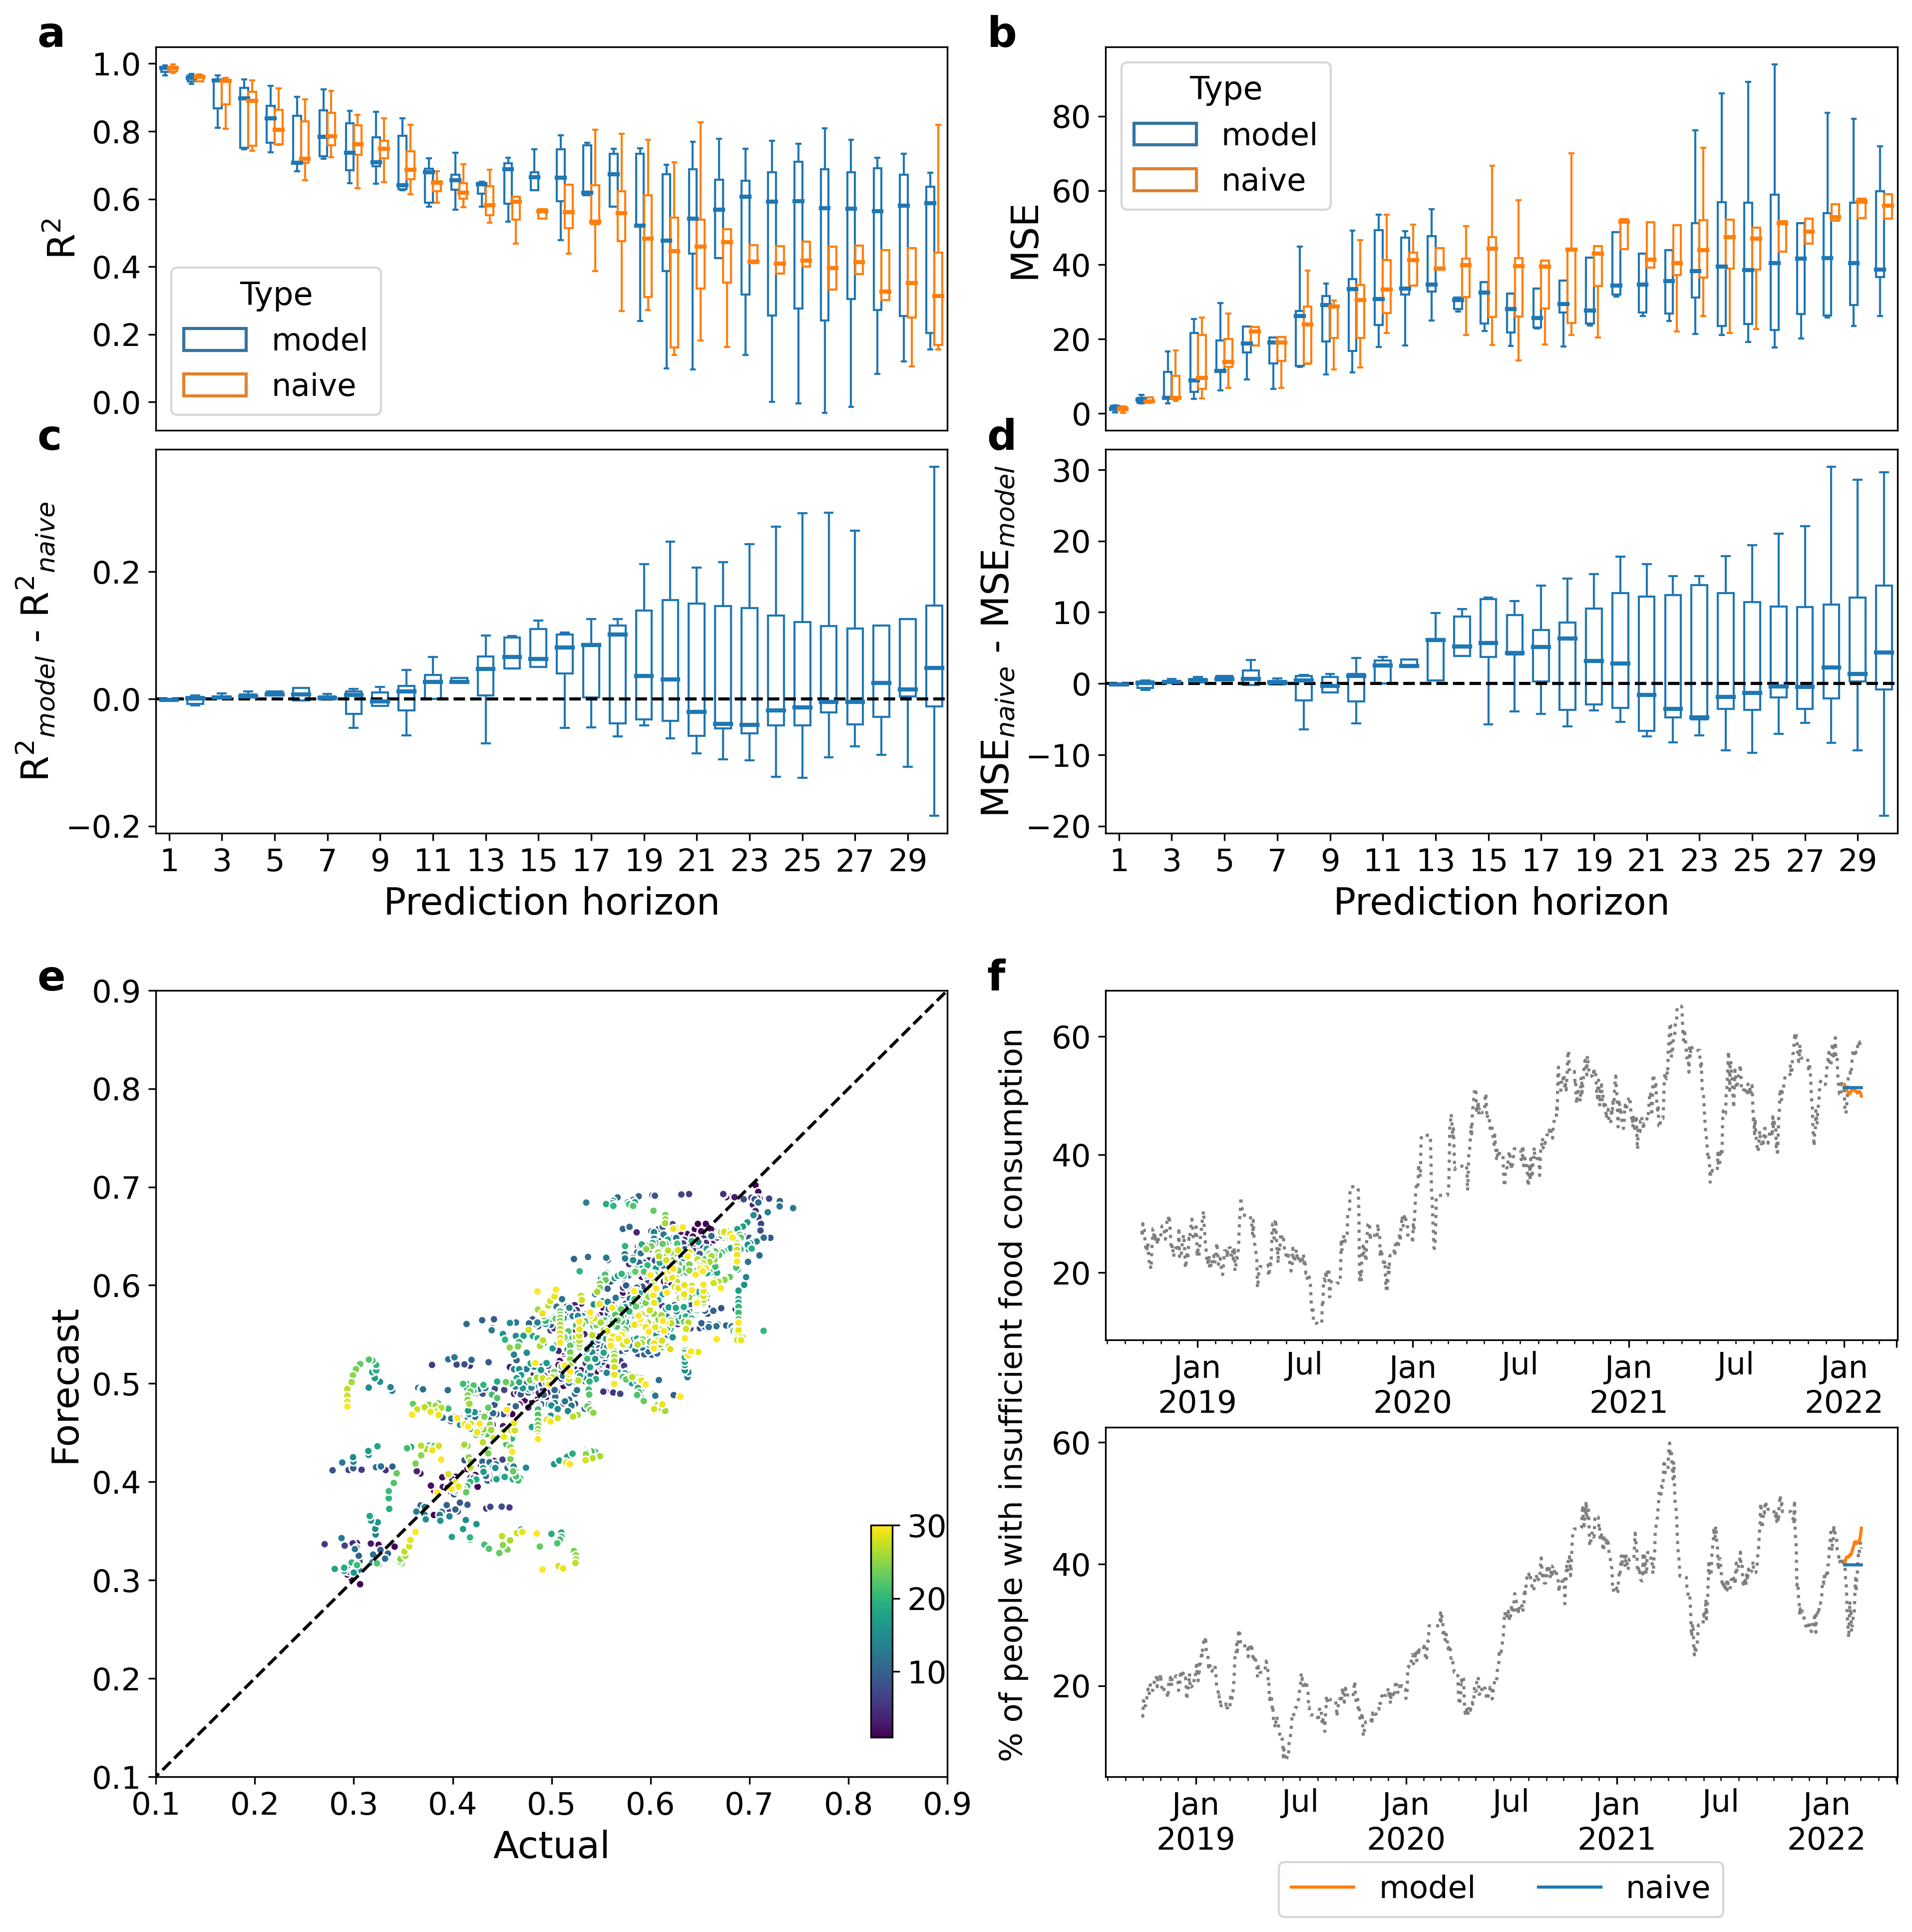 a
1.0
0.8
0.6
0.4
0.2
0.0
R²
Type
model
naive
b
80
60
40
20
0
MSE
Type
model
naive
c
0.2
0.0
−0.2
R²model - R²naive
1 3 5 7 9 11 13 15 17 19 21 23 25 27 29
Prediction horizon
d
30
20
10
0
−10
−20
MSEnaive - MSEmodel
1 3 5 7 9 11 13 15 17 19 21 23 25 27 29
Prediction horizon
e
0.9
0.8
0.7
0.6
0.5
0.4
0.3
0.2
0.1
Forecast
30
20
10
0.1 0.2 0.3 0.4 0.5 0.6 0.7 0.8 0.9
Actual
f
% of people with insufficient food consumption
60
40
20
Jan Jul Jan Jul Jan Jul Jan
2019 2020 2021 2022
60
40
20
Jan Jul Jan Jul Jan Jul Jan
2019 2020 2021 2022
model naive